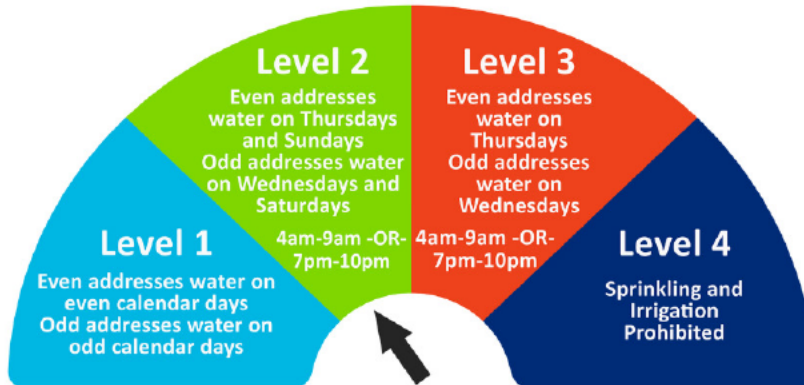 Level 1
Even addresses water on
even calendar days
Odd addresses water on
odd calendar days
Level 2
Even addresses
water on Thursdays
and Sundays
Odd addresses water
on Wednesdays and
Saturdays
4am-9am -OR-
7pm-10pm
Level 3
Even addresses
water on
Thursdays
Odd addresses
water on
Wednesdays
4am-9am -OR-
7pm-10pm
Level 4
Sprinkling and
Irrigation
Prohibited